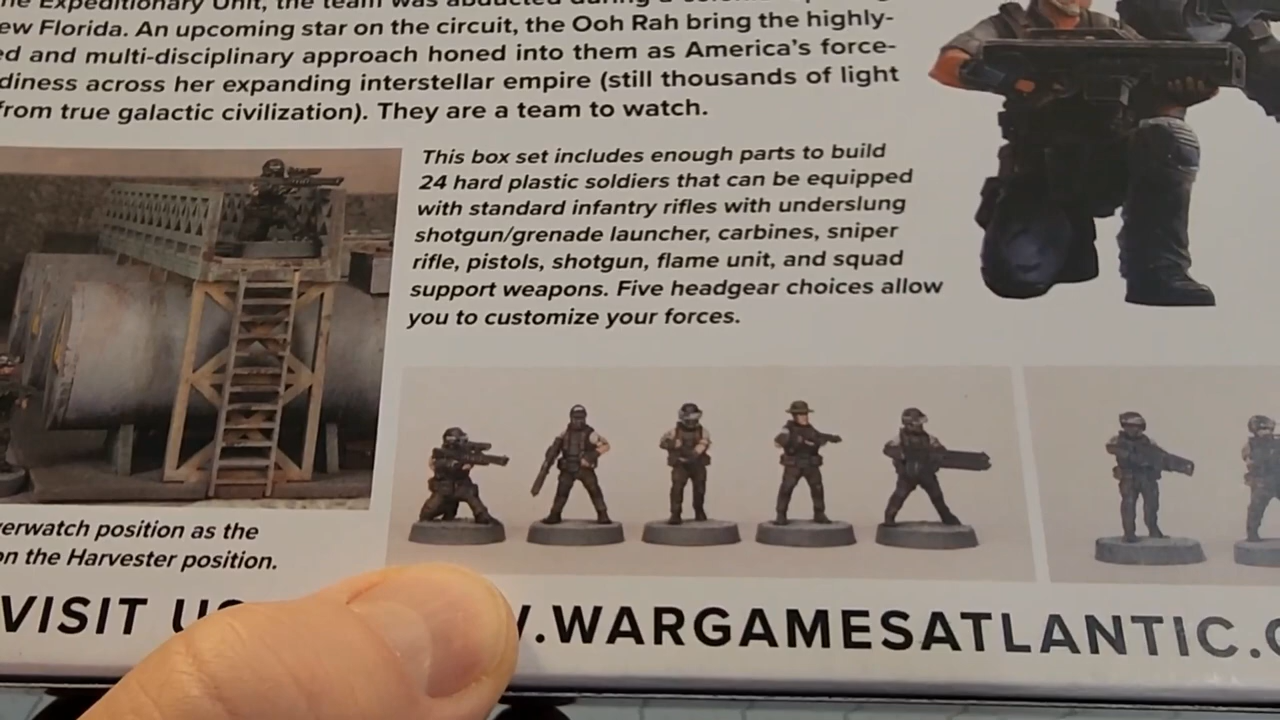 he Expeditionary Unit, the team was abducted during a
ew Florida. An upcoming star on the circuit, the Ooh Rah bring the highly-
ed and multi-disciplinary approach honed into them as America's force-
diness across her expanding interstellar empire (still thousands of light
from true galactic civilization). They are a team to watch.
This box set includes enough parts to build
24 hard plastic soldiers that can be equipped
with standard infantry rifles with underslung
shotgun/grenade launcher, carbines, sniper
rifle, pistols, shotgun, flame unit, and squad
support weapons. Five headgear choices allow
you to customize your forces.
verwatch position as the
on the Harvester position.
VISIT US W.WARGAMESATLANTIC.C